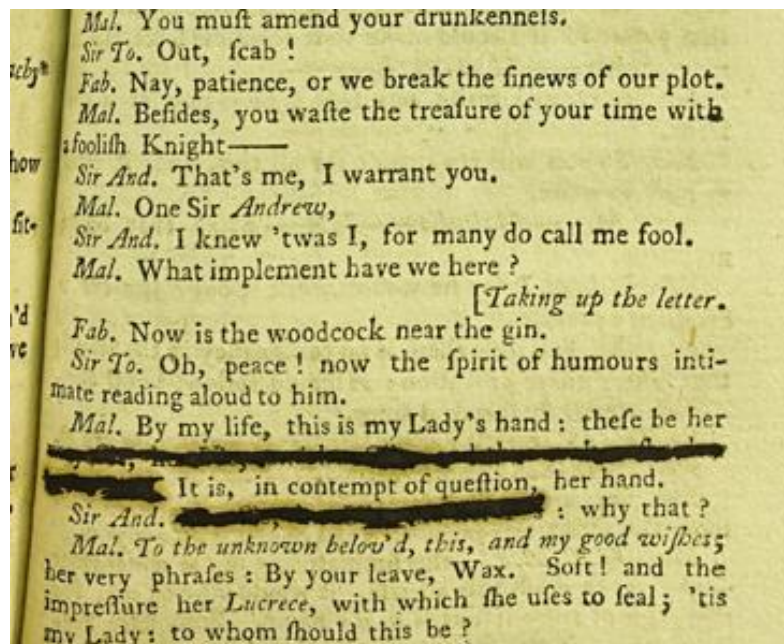 Mal. You muſt amend your drunkenneſs.
Sir To. Out, ſcab !
Fab. Nay, patience, or we break the ſinews of our plot.
Mal. Beſides, you waſte the treaſure of your time with
a fooliſh Knight——
Sir And. That's me, I warrant you.
Mal. One Sir Andrew,
Sir And. I knew 'twas I, for many do call me fool.
Mal. What implement have we here ?
[Taking up the letter.
Fab. Now is the woodcock near the gin.
Sir To. Oh, peace ! now the ſpirit of humours inti-
mate reading aloud to him.
Mal. By my life, this is my Lady's hand : theſe be her
It is, in contempt of queſtion, her hand.
Sir And. : why that ?
Mal. To the unknown belov'd, this, and my good wiſhes;
her very phraſes : By your leave, Wax. Soft ! and the
impreſſure her Lucrece, with which ſhe uſes to ſeal ; 'tis
my Lady : to whom ſhould this be ?